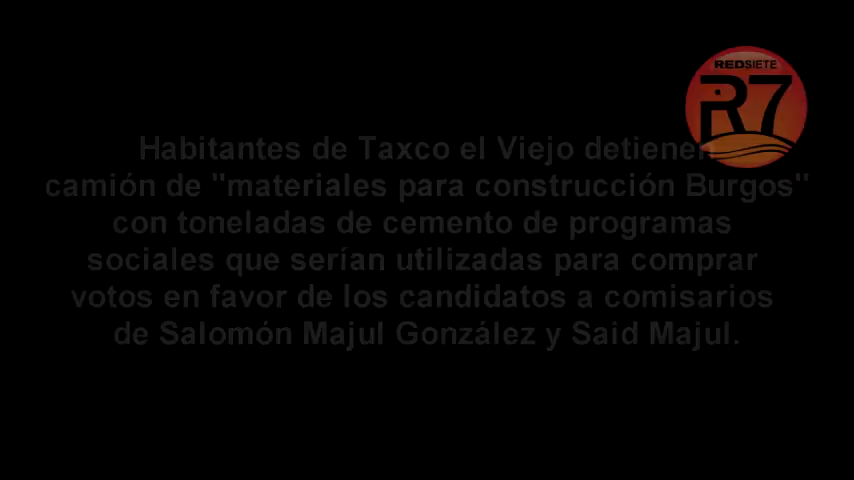 REDSIETE
R7
Habitantes de Taxco el Viejo detienen
camión de "materiales para construcción Burgos"
con toneladas de cemento de programas
sociales que serían utilizadas para comprar
votos en favor de los candidatos a comisarios
de Salomón Majul González y Said Majul.